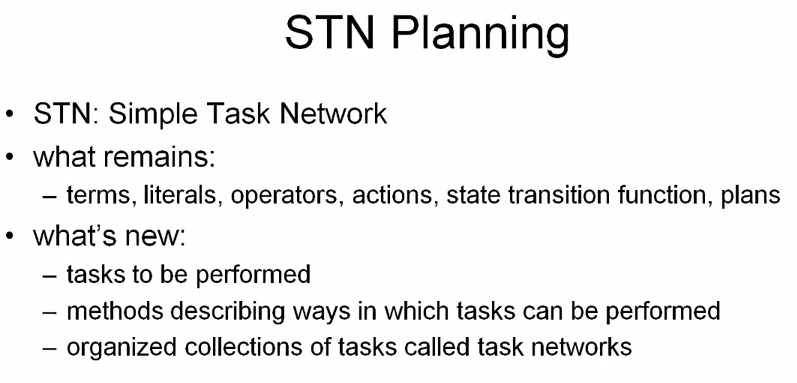 STN Planning
• STN: Simple Task Network
• what remains:
– terms, literals, operators, actions, state transition function, plans
• what's new:
– tasks to be performed
– methods describing ways in which tasks can be performed
– organized collections of tasks called task networks